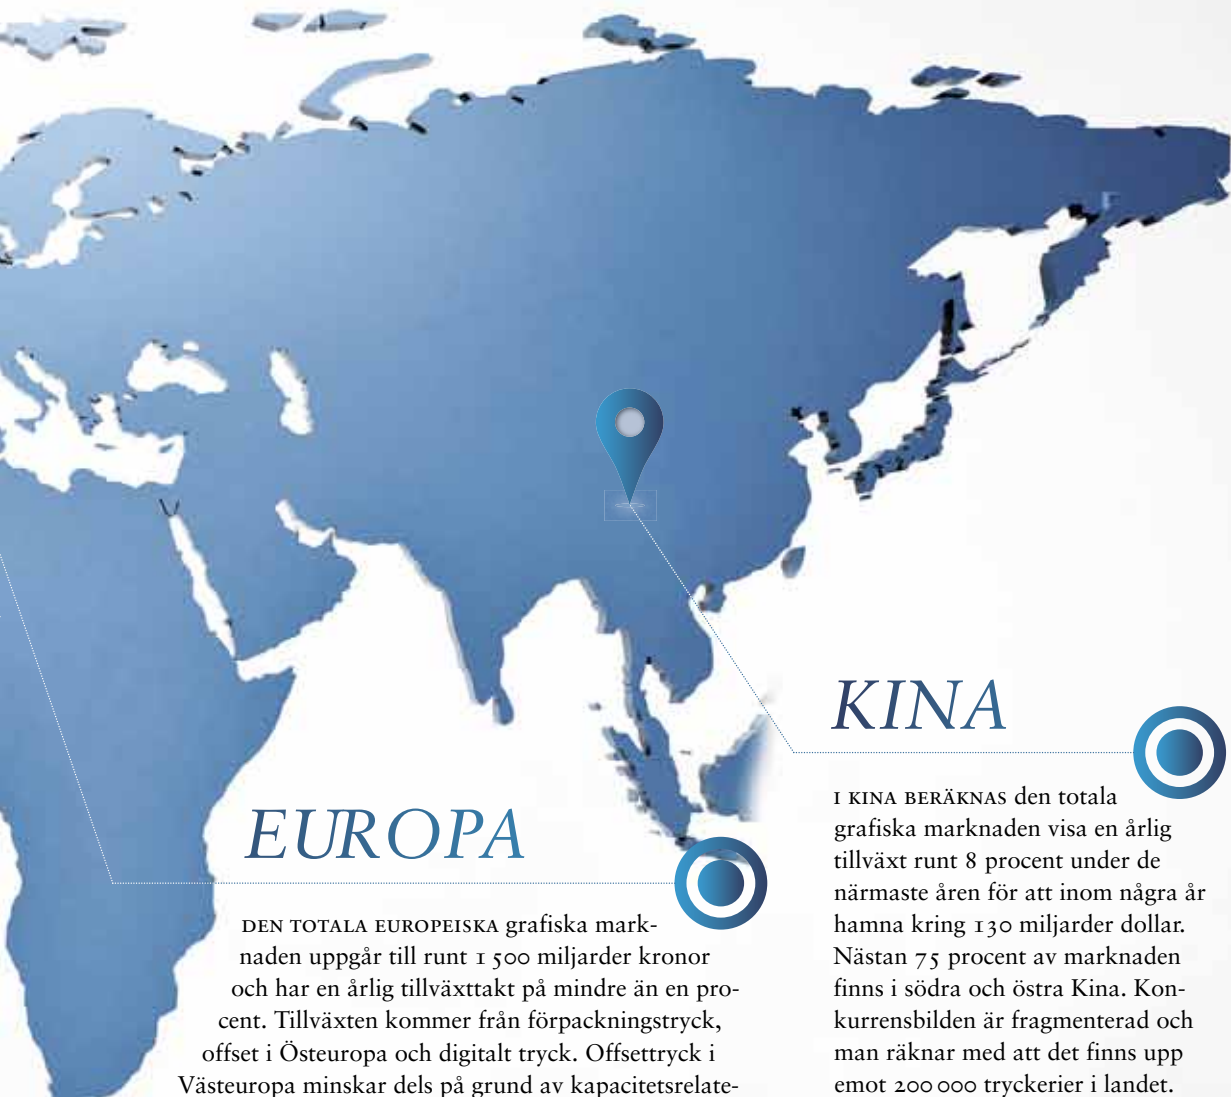 EUROPA
DEN TOTALA EUROPEISKA grafiska mark-
naden uppgår till runt 1 500 miljarder kronor
och har en årlig tillväxttakt på mindre än en pro-
cent. Tillväxten kommer från förpackningstryck,
offset i Östeuropa och digitalt tryck. Offsettryck i
Västeuropa minskar dels på grund av kapacitetsrelate-
KINA
I KINA BERÄKNAS den totala
grafiska marknaden visa en årlig
tillväxt runt 8 procent under de
närmaste åren för att inom några år
hamna kring 130 miljarder dollar.
Nästan 75 procent av marknaden
finns i södra och östra Kina. Kon-
kurrensbilden är fragmenterad och
man räknar med att det finns upp
emot 200 000 tryckerier i landet.